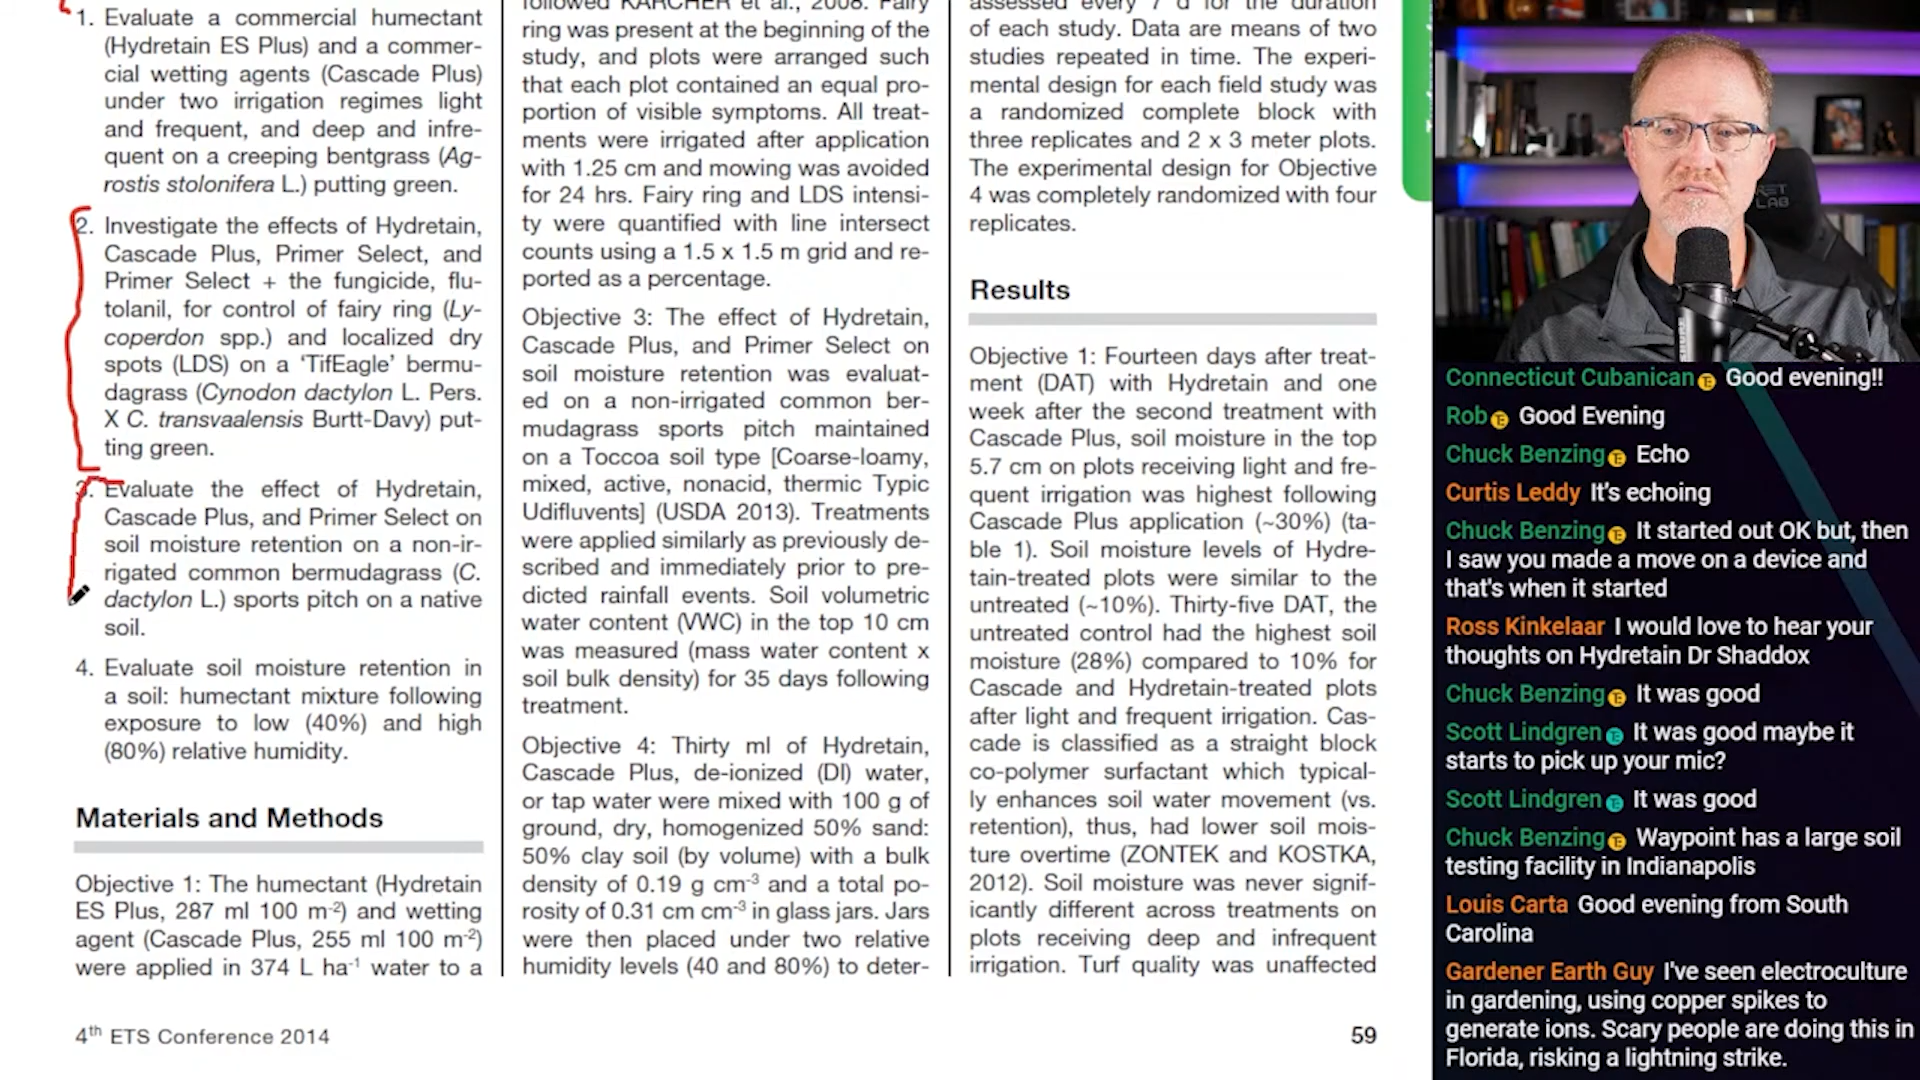 1. Evaluate a commercial humectant
(Hydretain ES Plus) and a commer-
cial wetting agents (Cascade Plus)
under two irrigation regimes light
and frequent, and deep and infre-
quent on a creeping bentgrass (Ag-
rostis stolonifera L.) putting green.
2. Investigate the effects of Hydretain,
Cascade Plus, Primer Select, and
Primer Select + the fungicide, flu-
tolanil, for control of fairy ring (Ly-
coperdon spp.) and localized dry
spots (LDS) on a ‘TifEagle’ bermu-
dagrass (Cynodon dactylon L. Pers.
X C. transvaalensis Burtt-Davy) put-
ting green.
3. Evaluate the effect of Hydretain,
Cascade Plus, and Primer Select on
soil moisture retention on a non-ir-
rigated common bermudagrass (C.
dactylon L.) sports pitch on a native
soil.
4. Evaluate soil moisture retention in
a soil: humectant mixture following
exposure to low (40%) and high
(80%) relative humidity.
Materials and Methods
Objective 1: The humectant (Hydretain
ES Plus, 287 ml 100 m-2) and wetting
agent (Cascade Plus, 255 ml 100 m-2)
were applied in 374 L ha-1 water to a
followed KARCHER et al., 2008. Fairy
ring was present at the beginning of the
study, and plots were arranged such
that each plot contained an equal pro-
portion of visible symptoms. All treat-
ments were irrigated after application
with 1.25 cm and mowing was avoided
for 24 hrs. Fairy ring and LDS intensi-
ty were quantified with line intersect
counts using a 1.5 x 1.5 m grid and re-
ported as a percentage.
Objective 3: The effect of Hydretain,
Cascade Plus, and Primer Select on
soil moisture retention was evaluat-
ed on a non-irrigated common ber-
mudagrass sports pitch maintained
on a Toccoa soil type [Coarse-loamy,
mixed, active, nonacid, thermic Typic
Udifluvents] (USDA 2013). Treatments
were applied similarly as previously de-
scribed and immediately prior to pre-
dicted rainfall events. Soil volumetric
water content (VWC) in the top 10 cm
was measured (mass water content x
soil bulk density) for 35 days following
treatment.
Objective 4: Thirty ml of Hydretain,
Cascade Plus, de-ionized (DI) water,
or tap water were mixed with 100 g of
ground, dry, homogenized 50% sand:
50% clay soil (by volume) with a bulk
density of 0.19 g cm-3 and a total po-
rosity of 0.31 cm cm-3 in glass jars. Jars
were then placed under two relative
humidity levels (40 and 80%) to deter-
assessed every 7 d for the duration
of each study. Data are means of two
studies repeated in time. The experi-
mental design for each field study was
a randomized complete block with
three replicates and 2 x 3 meter plots.
The experimental design for Objective
4 was completely randomized with four
replicates.
Results
Objective 1: Fourteen days after treat-
ment (DAT) with Hydretain and one
week after the second treatment with
Cascade Plus, soil moisture in the top
5.7 cm on plots receiving light and fre-
quent irrigation was highest following
Cascade Plus application (~30%) (ta-
ble 1). Soil moisture levels of Hydre-
tain-treated plots were similar to the
untreated (~10%). Thirty-five DAT, the
untreated control had the highest soil
moisture (28%) compared to 10% for
Cascade and Hydretain-treated plots
after light and frequent irrigation. Cas-
cade is classified as a straight block
co-polymer surfactant which typical-
ly enhances soil water movement (vs.
retention), thus, had lower soil mois-
ture overtime (ZONTEK and KOSTKA,
2012). Soil moisture was never signif-
icantly different across treatments on
plots receiving deep and infrequent
irrigation. Turf quality was unaffected
4th ETS Conference 2014
59
SHURE
Connecticut Cubanican Good evening!!
Rob Good Evening
Chuck Benzing Echo
Curtis Leddy It's echoing
Chuck Benzing It started out OK but, then
I saw you made a move on a device and
that's when it started
Ross Kinkelaar I would love to hear your
thoughts on Hydretain Dr Shaddox
Chuck Benzing It was good
Scott Lindgren It was good maybe it
starts to pick up your mic?
Scott Lindgren It was good
Chuck Benzing Waypoint has a large soil
testing facility in Indianapolis
Louis Carta Good evening from South
Carolina
Gardener Earth Guy I've seen electroculture
in gardening, using copper spikes to
generate ions. Scary people are doing this in
Florida, risking a lightning strike.